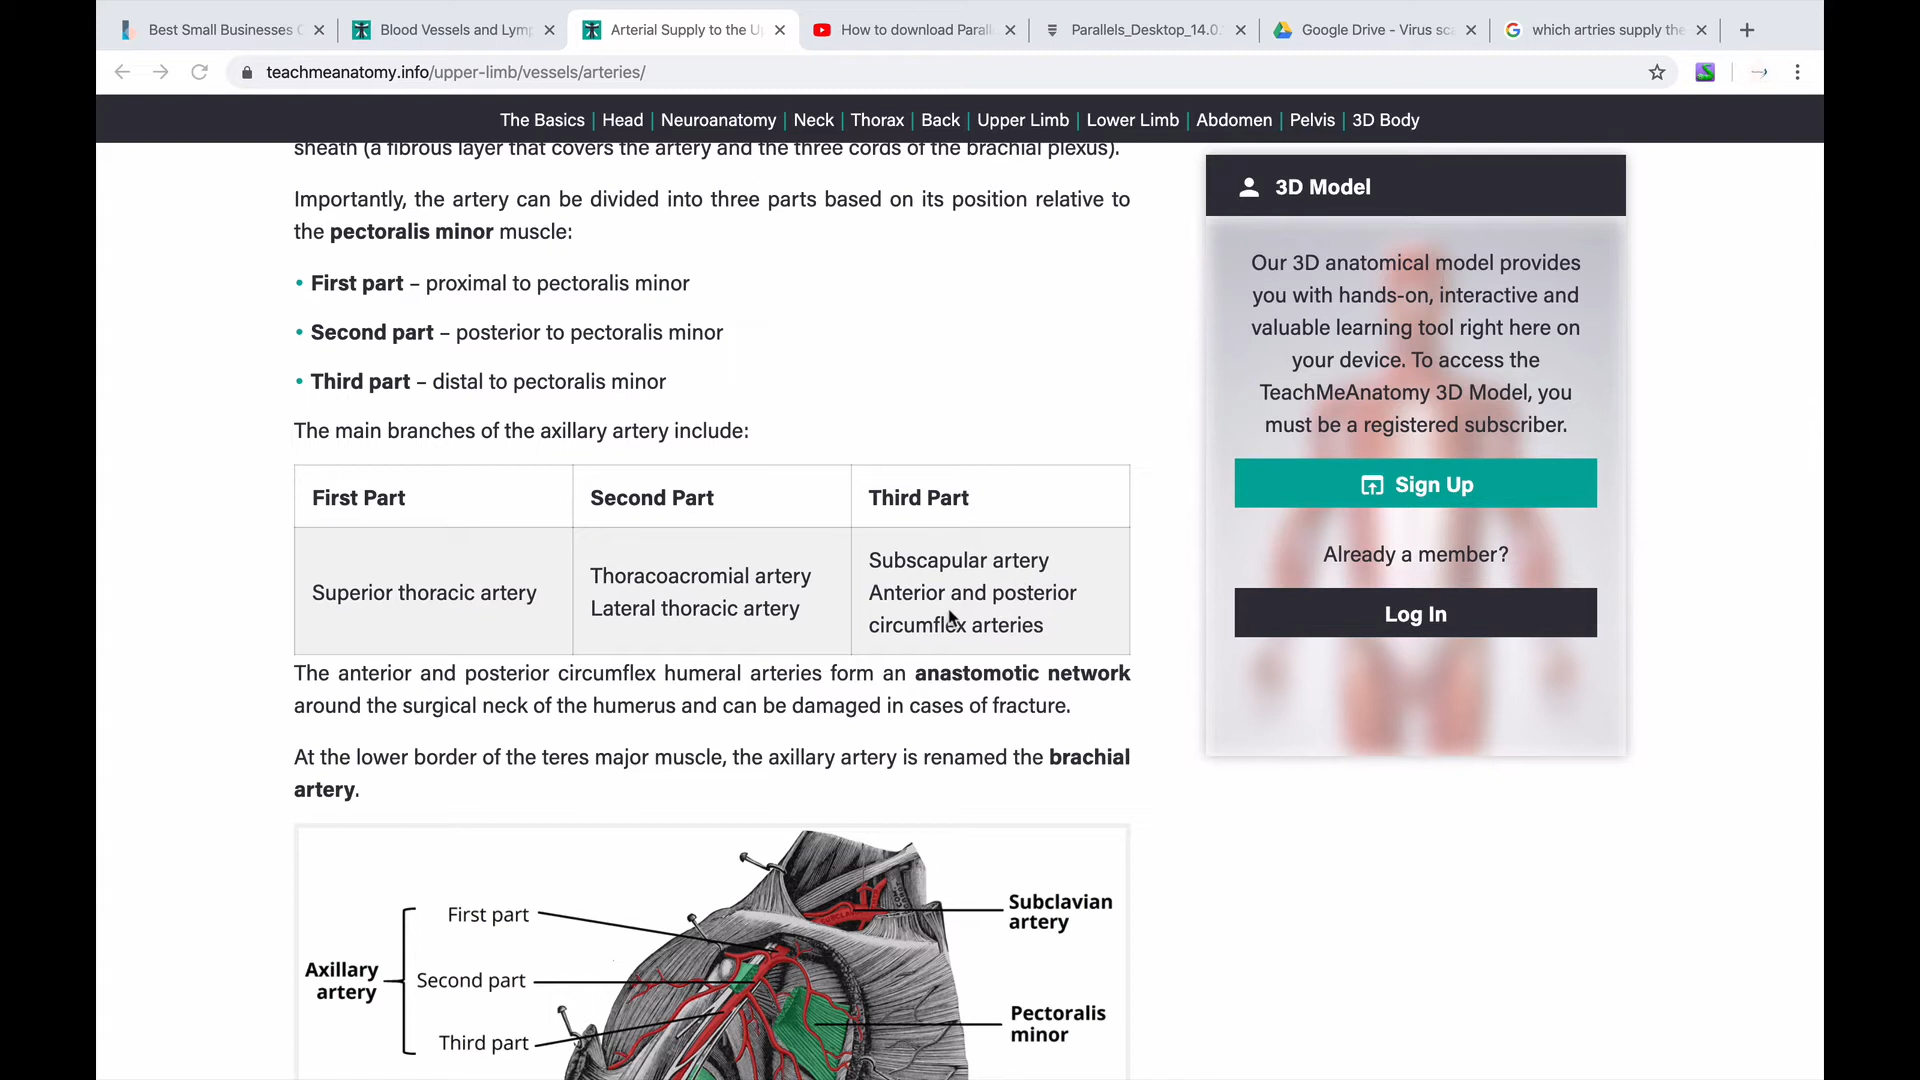 Best Small Businesses
Blood Vessels and Lymp
Arterial Supply to the U
How to download Parall
Parallels_Desktop_14.0.
Google Drive - Virus sc
which artries supply the
teachmeanatomy.info/upper-limb/vessels/arteries/
The Basics | Head | Neuroanatomy | Neck | Thorax | Back | Upper Limb | Lower Limb | Abdomen | Pelvis | 3D Body
sheath (a fibrous layer that covers the artery and the three cords of the brachial plexus).
Importantly, the artery can be divided into three parts based on its position relative to
the pectoralis minor muscle:
• First part – proximal to pectoralis minor
• Second part – posterior to pectoralis minor
• Third part – distal to pectoralis minor
The main branches of the axillary artery include:
First Part
Second Part
Third Part
Superior thoracic artery
Thoracoacromial artery
Lateral thoracic artery
Subscapular artery
Anterior and posterior
circumflex arteries
The anterior and posterior circumflex humeral arteries form an anastomotic network
around the surgical neck of the humerus and can be damaged in cases of fracture.
At the lower border of the teres major muscle, the axillary artery is renamed the brachial
artery.
First part
Second part
Third part
Axillary
artery
Subclavian
artery
Pectoralis
minor
3D Model
Our 3D anatomical model provides
you with hands-on, interactive and
valuable learning tool right here on
your device. To access the
TeachMeAnatomy 3D Model, you
must be a registered subscriber.
Sign Up
Already a member?
Log In